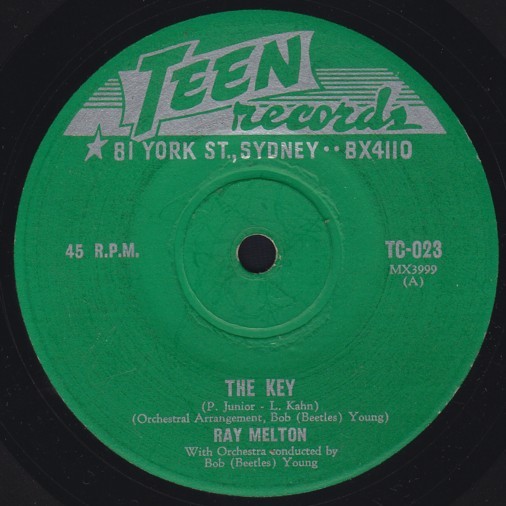 TEEN
records
★ 81 YORK ST., SYDNEY·· BX4110
45 R.P.M.
TC-023
MX3999
(A)
THE KEY
(P. Junior - L. Kahn)
(Orchestral Arrangement, Bob (Beetles) Young)
RAY MELTON
With Orchestra conducted by
Bob (Beetles) Young